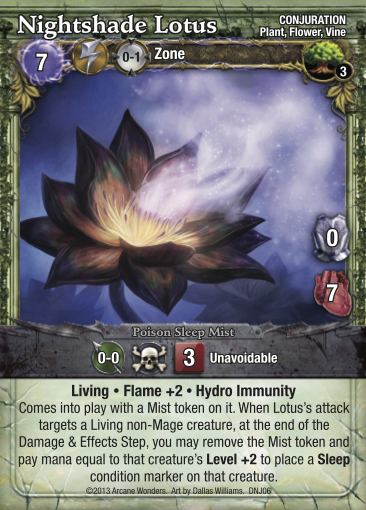 Nightshade Lotus
CONJURATION
Plant, Flower, Vine
7
0-1
Zone
3
0
7
Poison Sleep Mist
0-0
3
Unavoidable
Living • Flame +2 • Hydro Immunity
Comes into play with a Mist token on it. When Lotus's attack
targets a Living non-Mage creature, at the end of the
Damage & Effects Step, you may remove the Mist token and
pay mana equal to that creature's Level +2 to place a Sleep
condition marker on that creature.
©2013 Arcane Wonders. Art by Dallas Williams. DNJ06